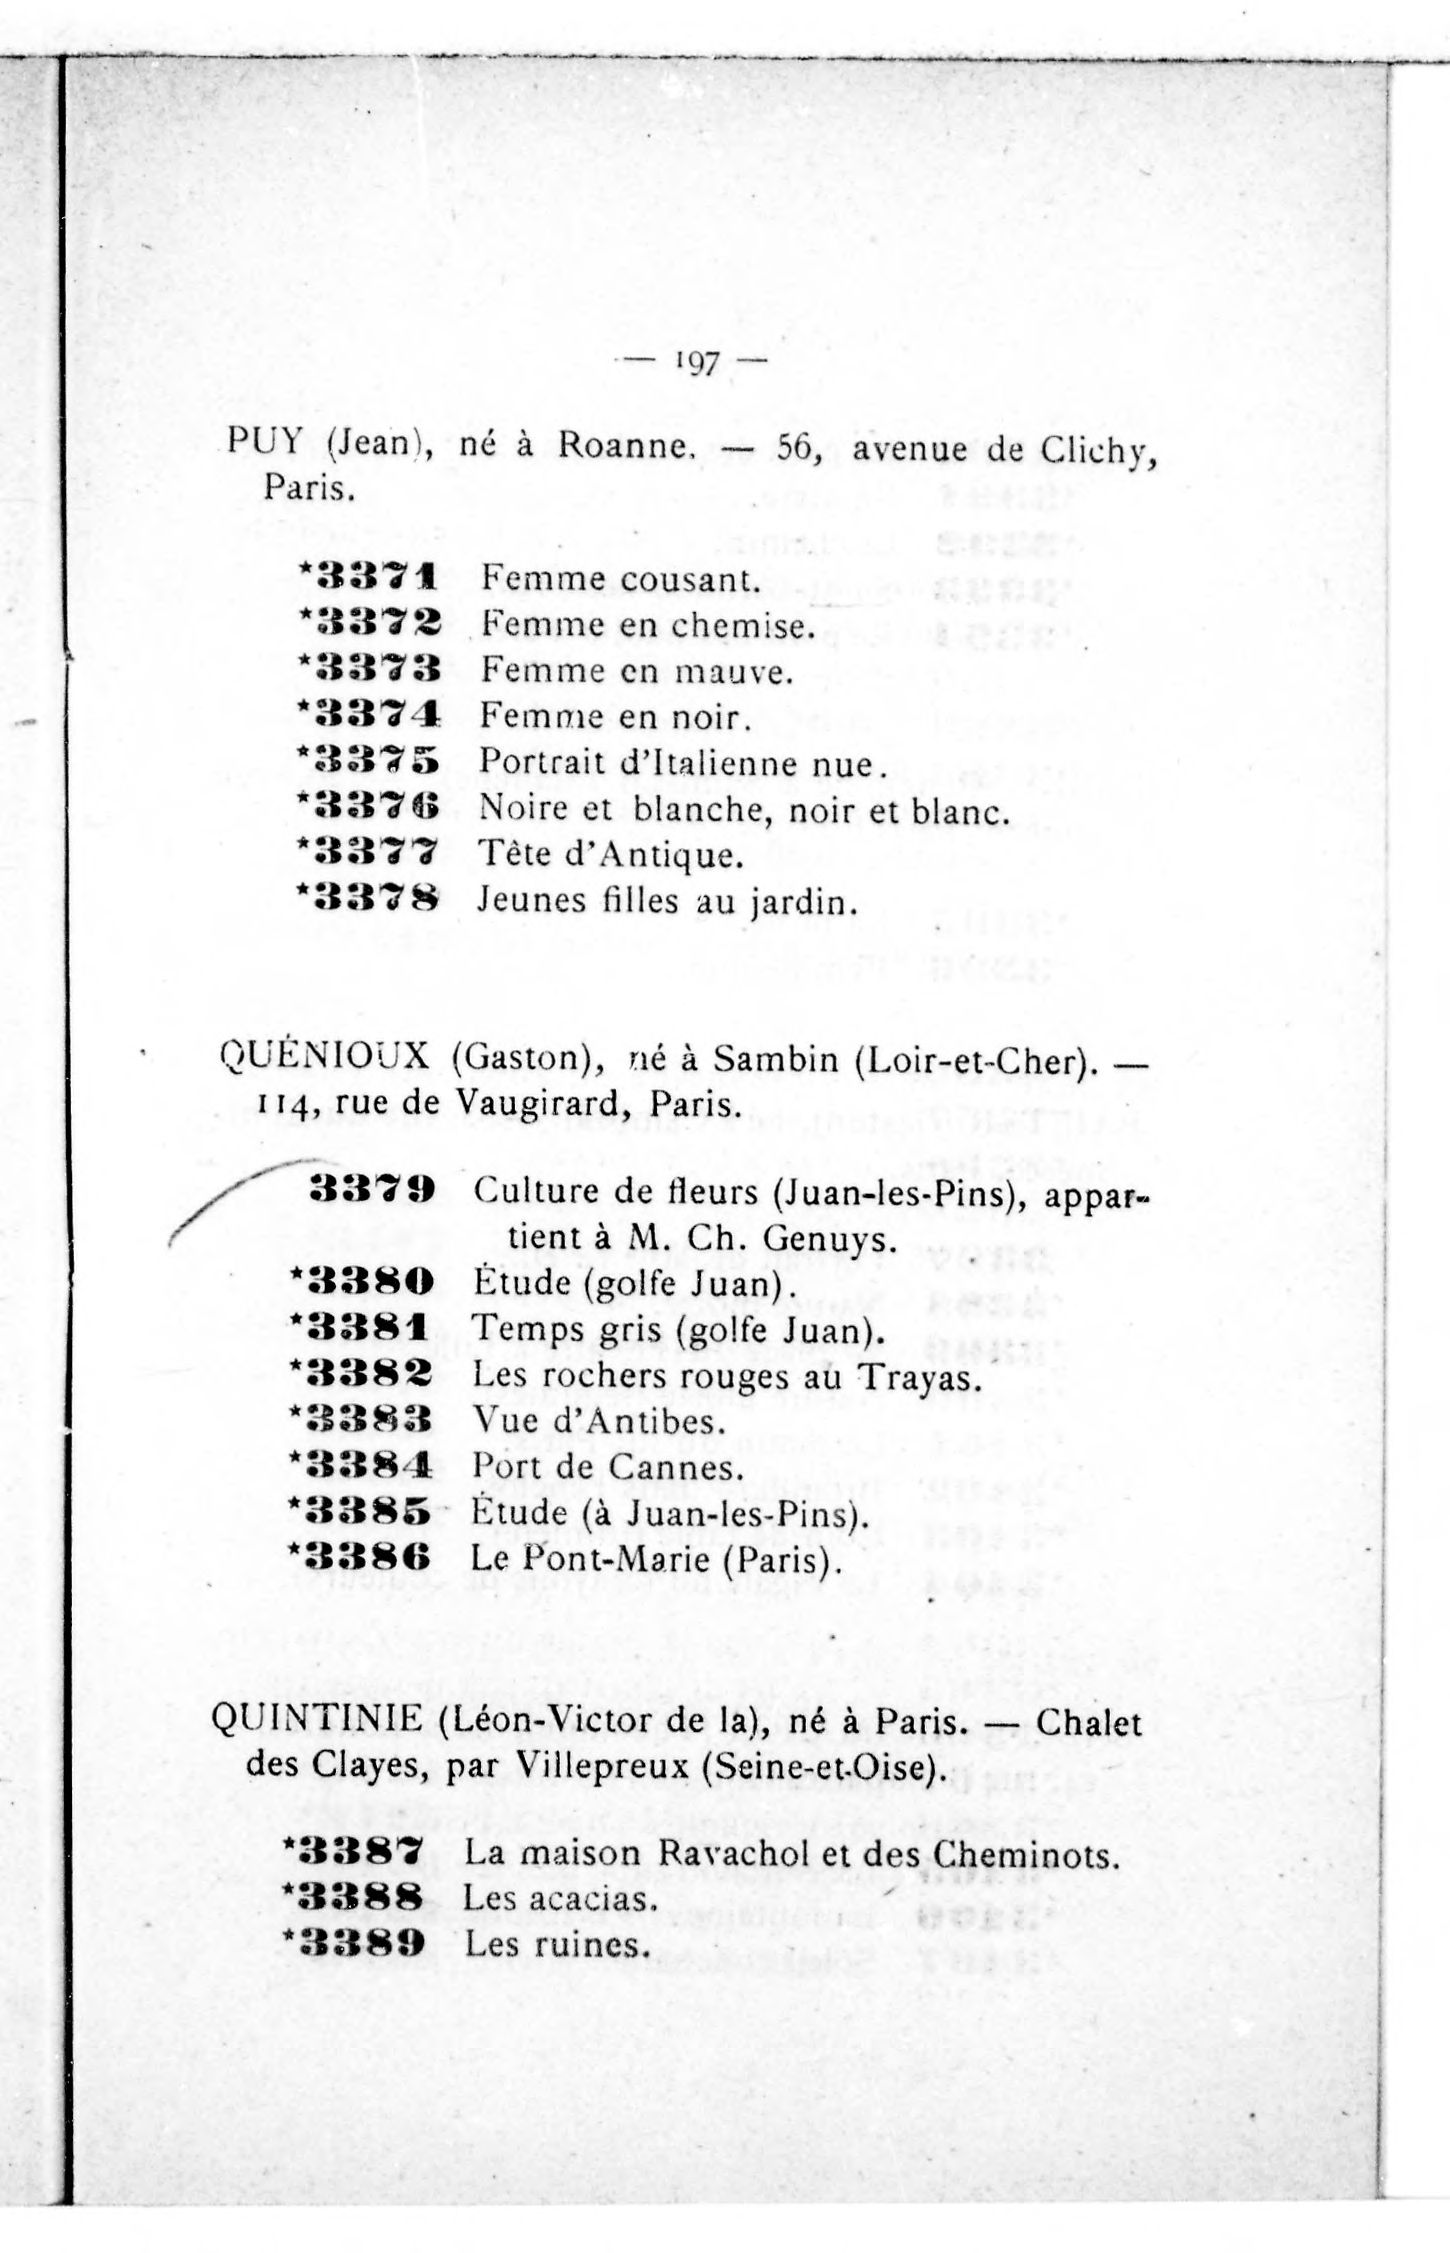 — 197 —
PUY (Jean), né à Roanne. — 56, avenue de Clichy,
Paris.
*3371 Femme cousant.
*3372 Femme en chemise.
*3373 Femme en mauve.
*3374 Femme en noir.
*3375 Portrait d'Italienne nue.
*3376 Noire et blanche, noir et blanc.
*3377 Tête d'Antique.
*3378 Jeunes filles au jardin.
QUÉNIOUX (Gaston), né à Sambin (Loir-et-Cher). —
114, rue de Vaugirard, Paris.
3379 Culture de fleurs (Juan-les-Pins), appar-
tient à M. Ch. Genuys.
*3380 Étude (golfe Juan).
*3381 Temps gris (golfe Juan).
*3382 Les rochers rouges au Trayas.
*3383 Vue d'Antibes.
*3384 Port de Cannes.
*3385 Étude (à Juan-les-Pins).
*3386 Le Pont-Marie (Paris).
QUINTINIE (Léon-Victor de la), né à Paris. — Chalet
des Clayes, par Villepreux (Seine-et-Oise).
*3387 La maison Ravachol et des Cheminots.
*3388 Les acacias.
*3389 Les ruines.